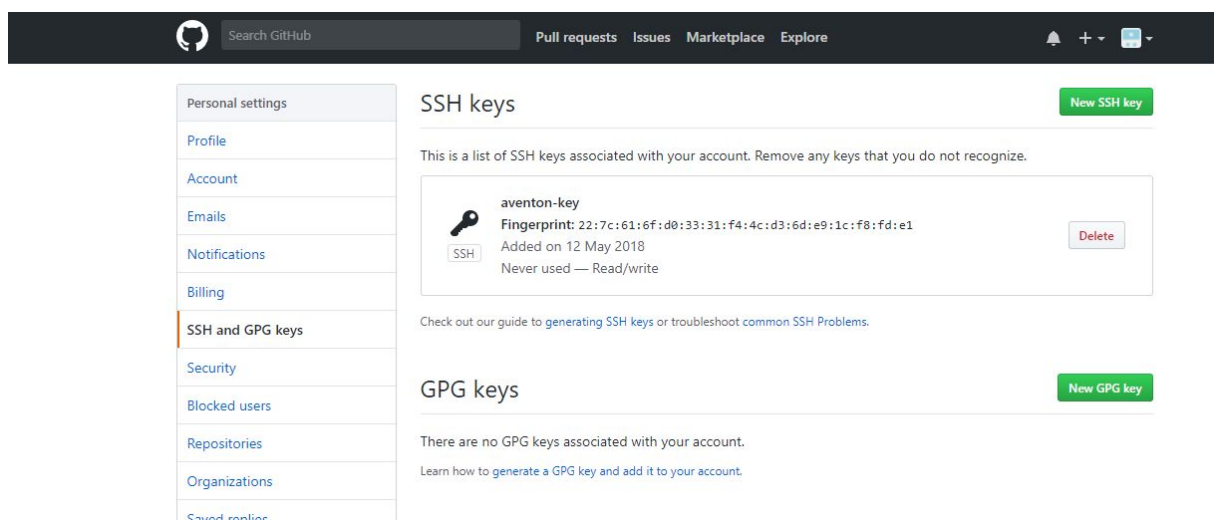 Search GitHub
Pull requests Issues Marketplace Explore
Personal settings
Profile
Account
Emails
Notifications
Billing
SSH and GPG keys
Security
Blocked users
Repositories
Organizations
Saved replies
SSH keys
New SSH key
This is a list of SSH keys associated with your account. Remove any keys that you do not recognize.
aventon-key
Fingerprint: 22:7c:61:6f:d0:33:31:f4:4c:d3:6d:e9:1c:f8:fd:e1
Added on 12 May 2018
Never used — Read/write
SSH
Delete
Check out our guide to generating SSH keys or troubleshoot common SSH Problems.
GPG keys
New GPG key
There are no GPG keys associated with your account.
Learn how to generate a GPG key and add it to your account.